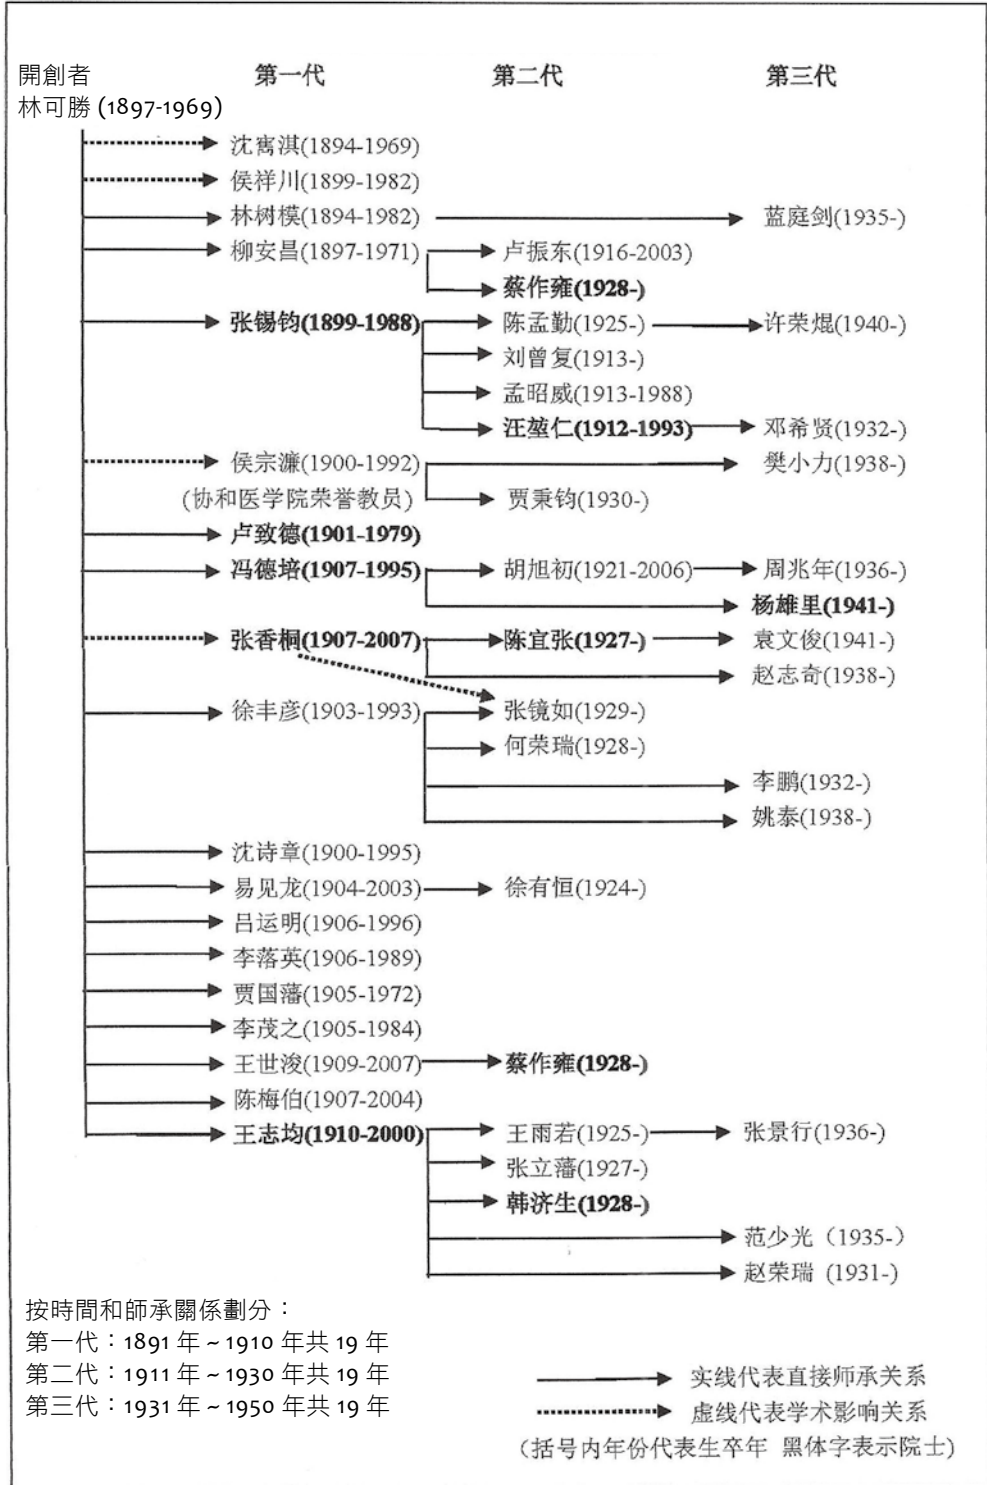 開創者 第一代 第二代 第三代
林可勝 (1897-1969)
沈寯淇(1894-1969)
侯祥川(1899-1982)
林树模(1894-1982) 蓝庭剑(1935-)
柳安昌(1897-1971) 卢振东(1916-2003)
蔡作雍(1928-)
张锡钧(1899-1988) 陈孟勤(1925-) 许荣焜(1940-)
刘曾复(1913-)
孟昭威(1913-1988)
汪堃仁(1912-1993) 邓希贤(1932-)
侯宗濂(1900-1992) 樊小力(1938-)
(协和医学院荣誉教员) 贾秉钧(1930-)
卢致德(1901-1979)
冯德培(1907-1995) 胡旭初(1921-2006) 周兆年(1936-)
杨雄里(1941-)
张香桐(1907-2007) 陈宜张(1927-) 袁文俊(1941-)
赵志奇(1938-)
徐丰彦(1903-1993) 张镜如(1929-)
何荣瑞(1928-)
李鹏(1932-)
姚泰(1938-)
沈诗章(1900-1995)
易见龙(1904-2003) 徐有恒(1924-)
吕运明(1906-1996)
李落英(1906-1989)
贾国藩(1905-1972)
李茂之(1905-1984)
王世浚(1909-2007) 蔡作雍(1928-)
陈梅伯(1907-2004)
王志均(1910-2000) 王雨若(1925-) 张景行(1936-)
张立藩(1927-)
韩济生(1928-)
范少光（1935-）
赵荣瑞 (1931-)
按時間和師承關係劃分：
第一代：1891 年 ~ 1910 年共 19 年
第二代：1911 年 ~ 1930 年共 19 年
第三代：1931 年 ~ 1950 年共 19 年
实线代表直接师承关系
虚线代表学术影响关系
(括号内年份代表生卒年 黑体字表示院士)